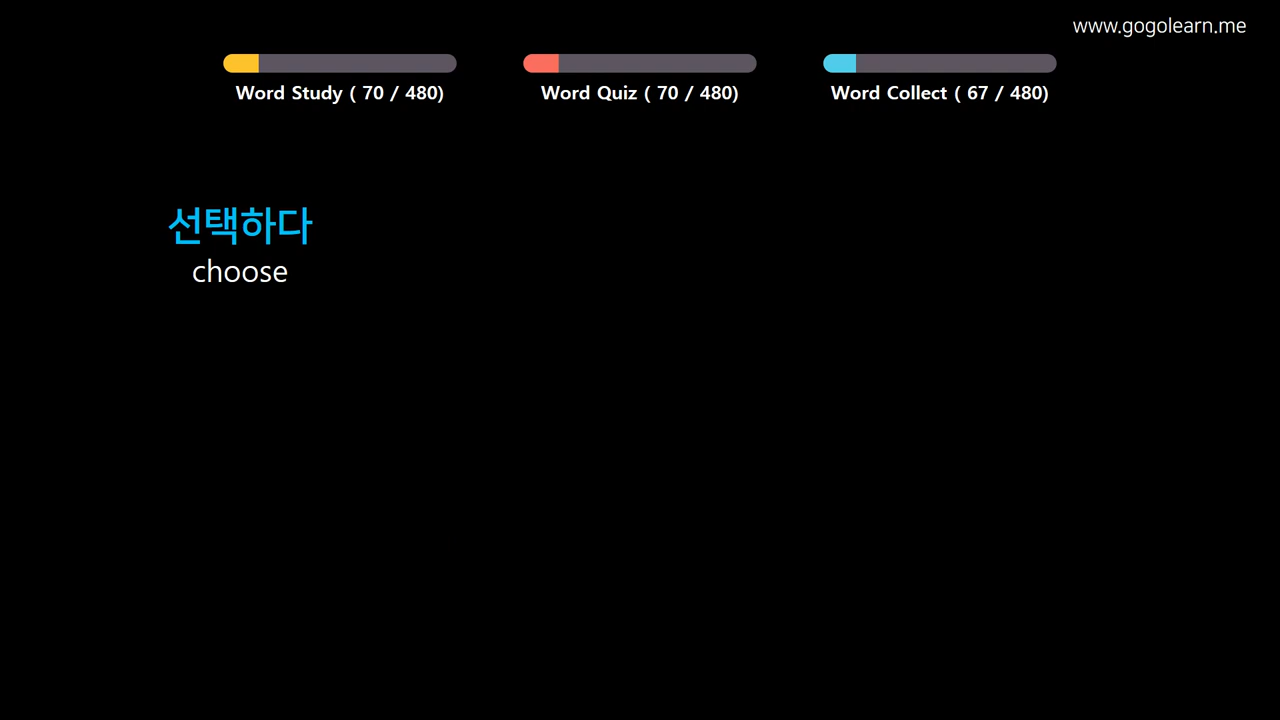 www.gogolearn.me
Word Study ( 70 / 480)
Word Quiz ( 70 / 480)
Word Collect ( 67 / 480)
선택하다
choose